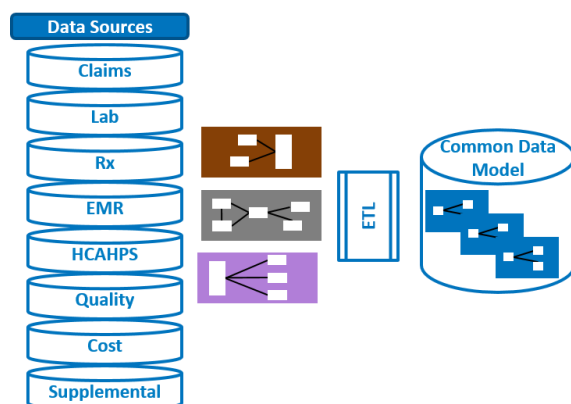 Data Sources
Claims
Lab
Rx
EMR
HCAHPS
Quality
Cost
Supplemental
ETL
Common Data
Model